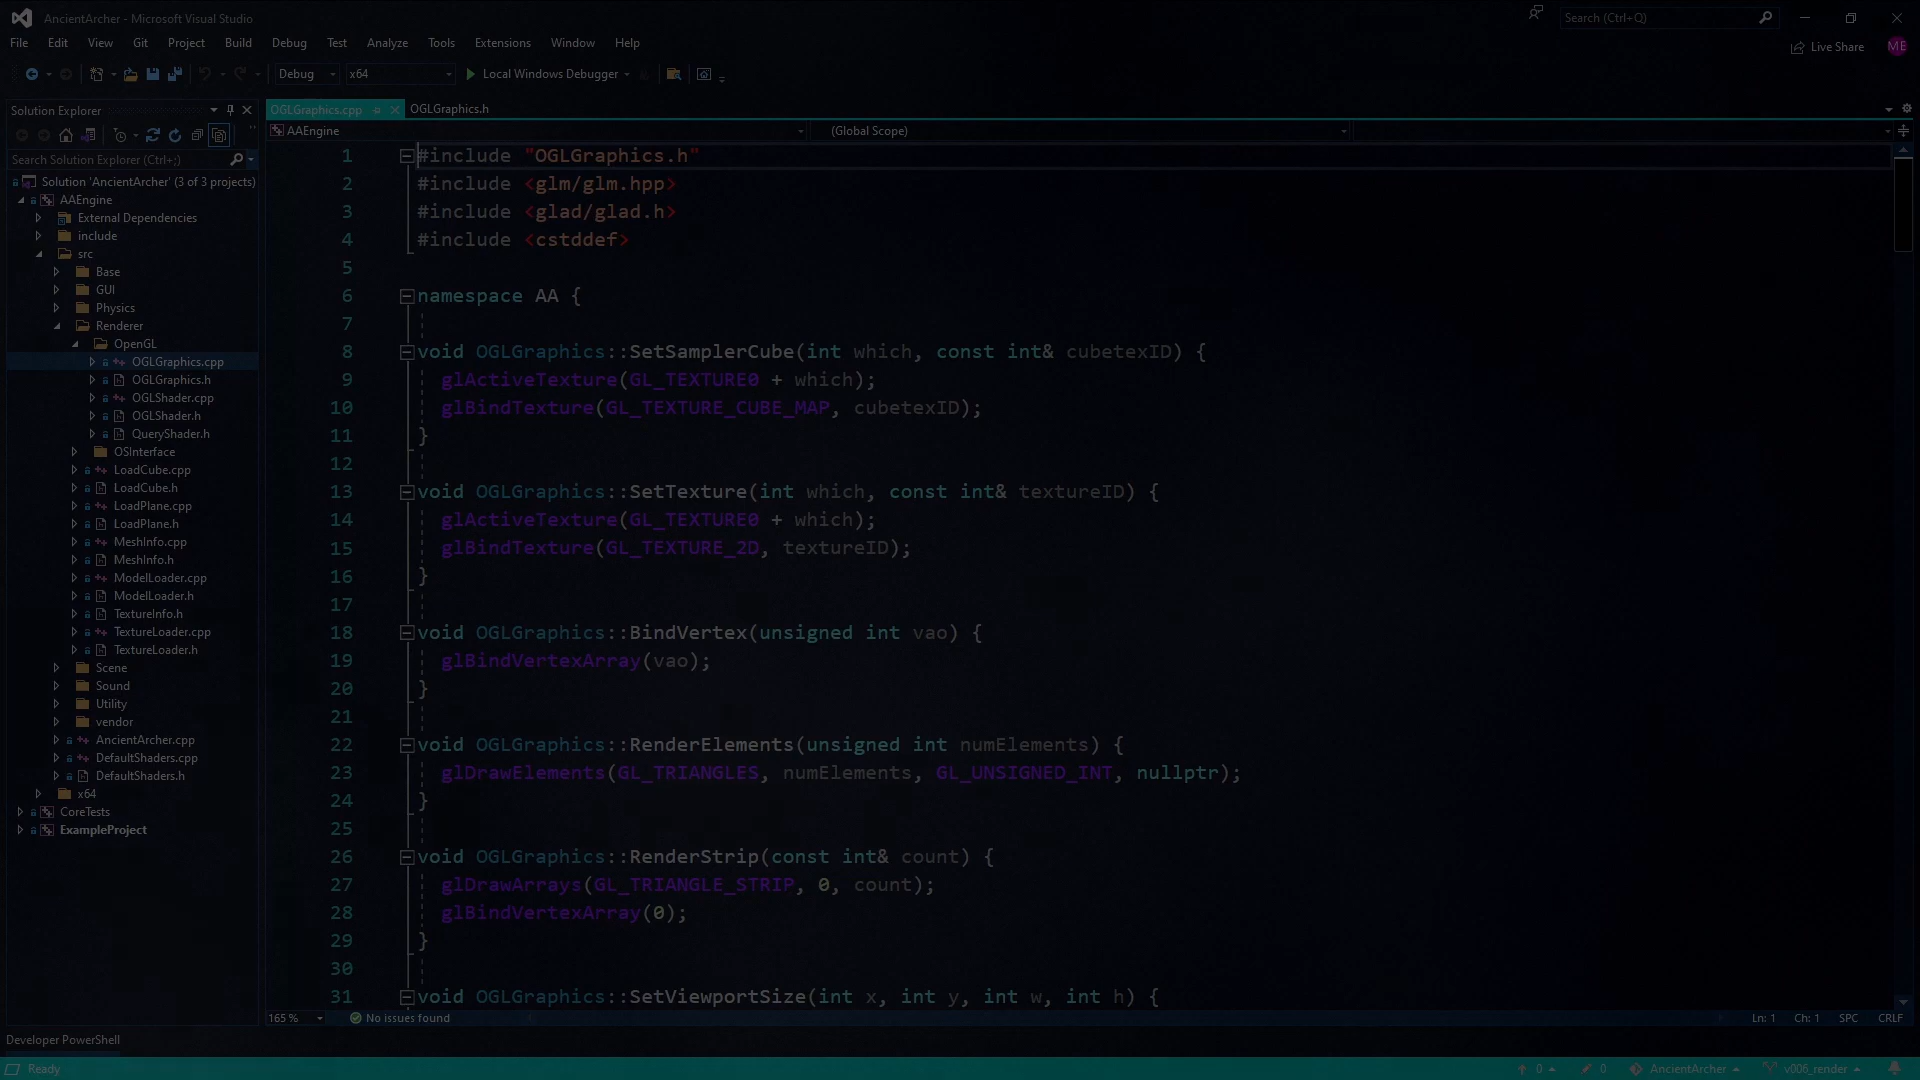 AncientArcher - Microsoft Visual Studio
Search (Ctrl+Q)
File Edit View Git Project Build Debug Test Analyze Tools Extensions Window Help
Live Share ME
Debug x64 Local Windows Debugger
Solution Explorer
Search Solution Explorer (Ctrl+;)
Solution 'AncientArcher' (3 of 3 projects)
AAEngine
External Dependencies
include
src
Base
GUI
Physics
Renderer
OpenGL
OGLGraphics.cpp
OGLGraphics.h
OGLShader.cpp
OGLShader.h
QueryShader.h
OSInterface
LoadCube.cpp
LoadCube.h
LoadPlane.cpp
LoadPlane.h
MeshInfo.cpp
MeshInfo.h
ModelLoader.cpp
ModelLoader.h
TextureInfo.h
TextureLoader.cpp
TextureLoader.h
Scene
Sound
Utility
vendor
AncientArcher.cpp
DefaultShaders.cpp
DefaultShaders.h
x64
CoreTests
ExampleProject
OGLGraphics.cpp OGLGraphics.h
AAEngine (Global Scope)
1 #include "OGLGraphics.h"
2 #include <glm/glm.hpp>
3 #include <glad/glad.h>
4 #include <cstddef>
5
6 namespace AA {
7
8 void OGLGraphics::SetSamplerCube(int which, const int& cubetexID) {
9 glActiveTexture(GL_TEXTURE0 + which);
10 glBindTexture(GL_TEXTURE_CUBE_MAP, cubetexID);
11 }
12
13 void OGLGraphics::SetTexture(int which, const int& textureID) {
14 glActiveTexture(GL_TEXTURE0 + which);
15 glBindTexture(GL_TEXTURE_2D, textureID);
16 }
17
18 void OGLGraphics::BindVertex(unsigned int vao) {
19 glBindVertexArray(vao);
20 }
21
22 void OGLGraphics::RenderElements(unsigned int numElements) {
23 glDrawElements(GL_TRIANGLES, numElements, GL_UNSIGNED_INT, nullptr);
24 }
25
26 void OGLGraphics::RenderStrip(const int& count) {
27 glDrawArrays(GL_TRIANGLE_STRIP, 0, count);
28 glBindVertexArray(0);
29 }
30
31 void OGLGraphics::SetViewportSize(int x, int y, int w, int h) {
165 % No issues found Ln: 1 Ch: 1 SPC CRLF
Developer PowerShell
Ready 0 0 AncientArcher v006_render